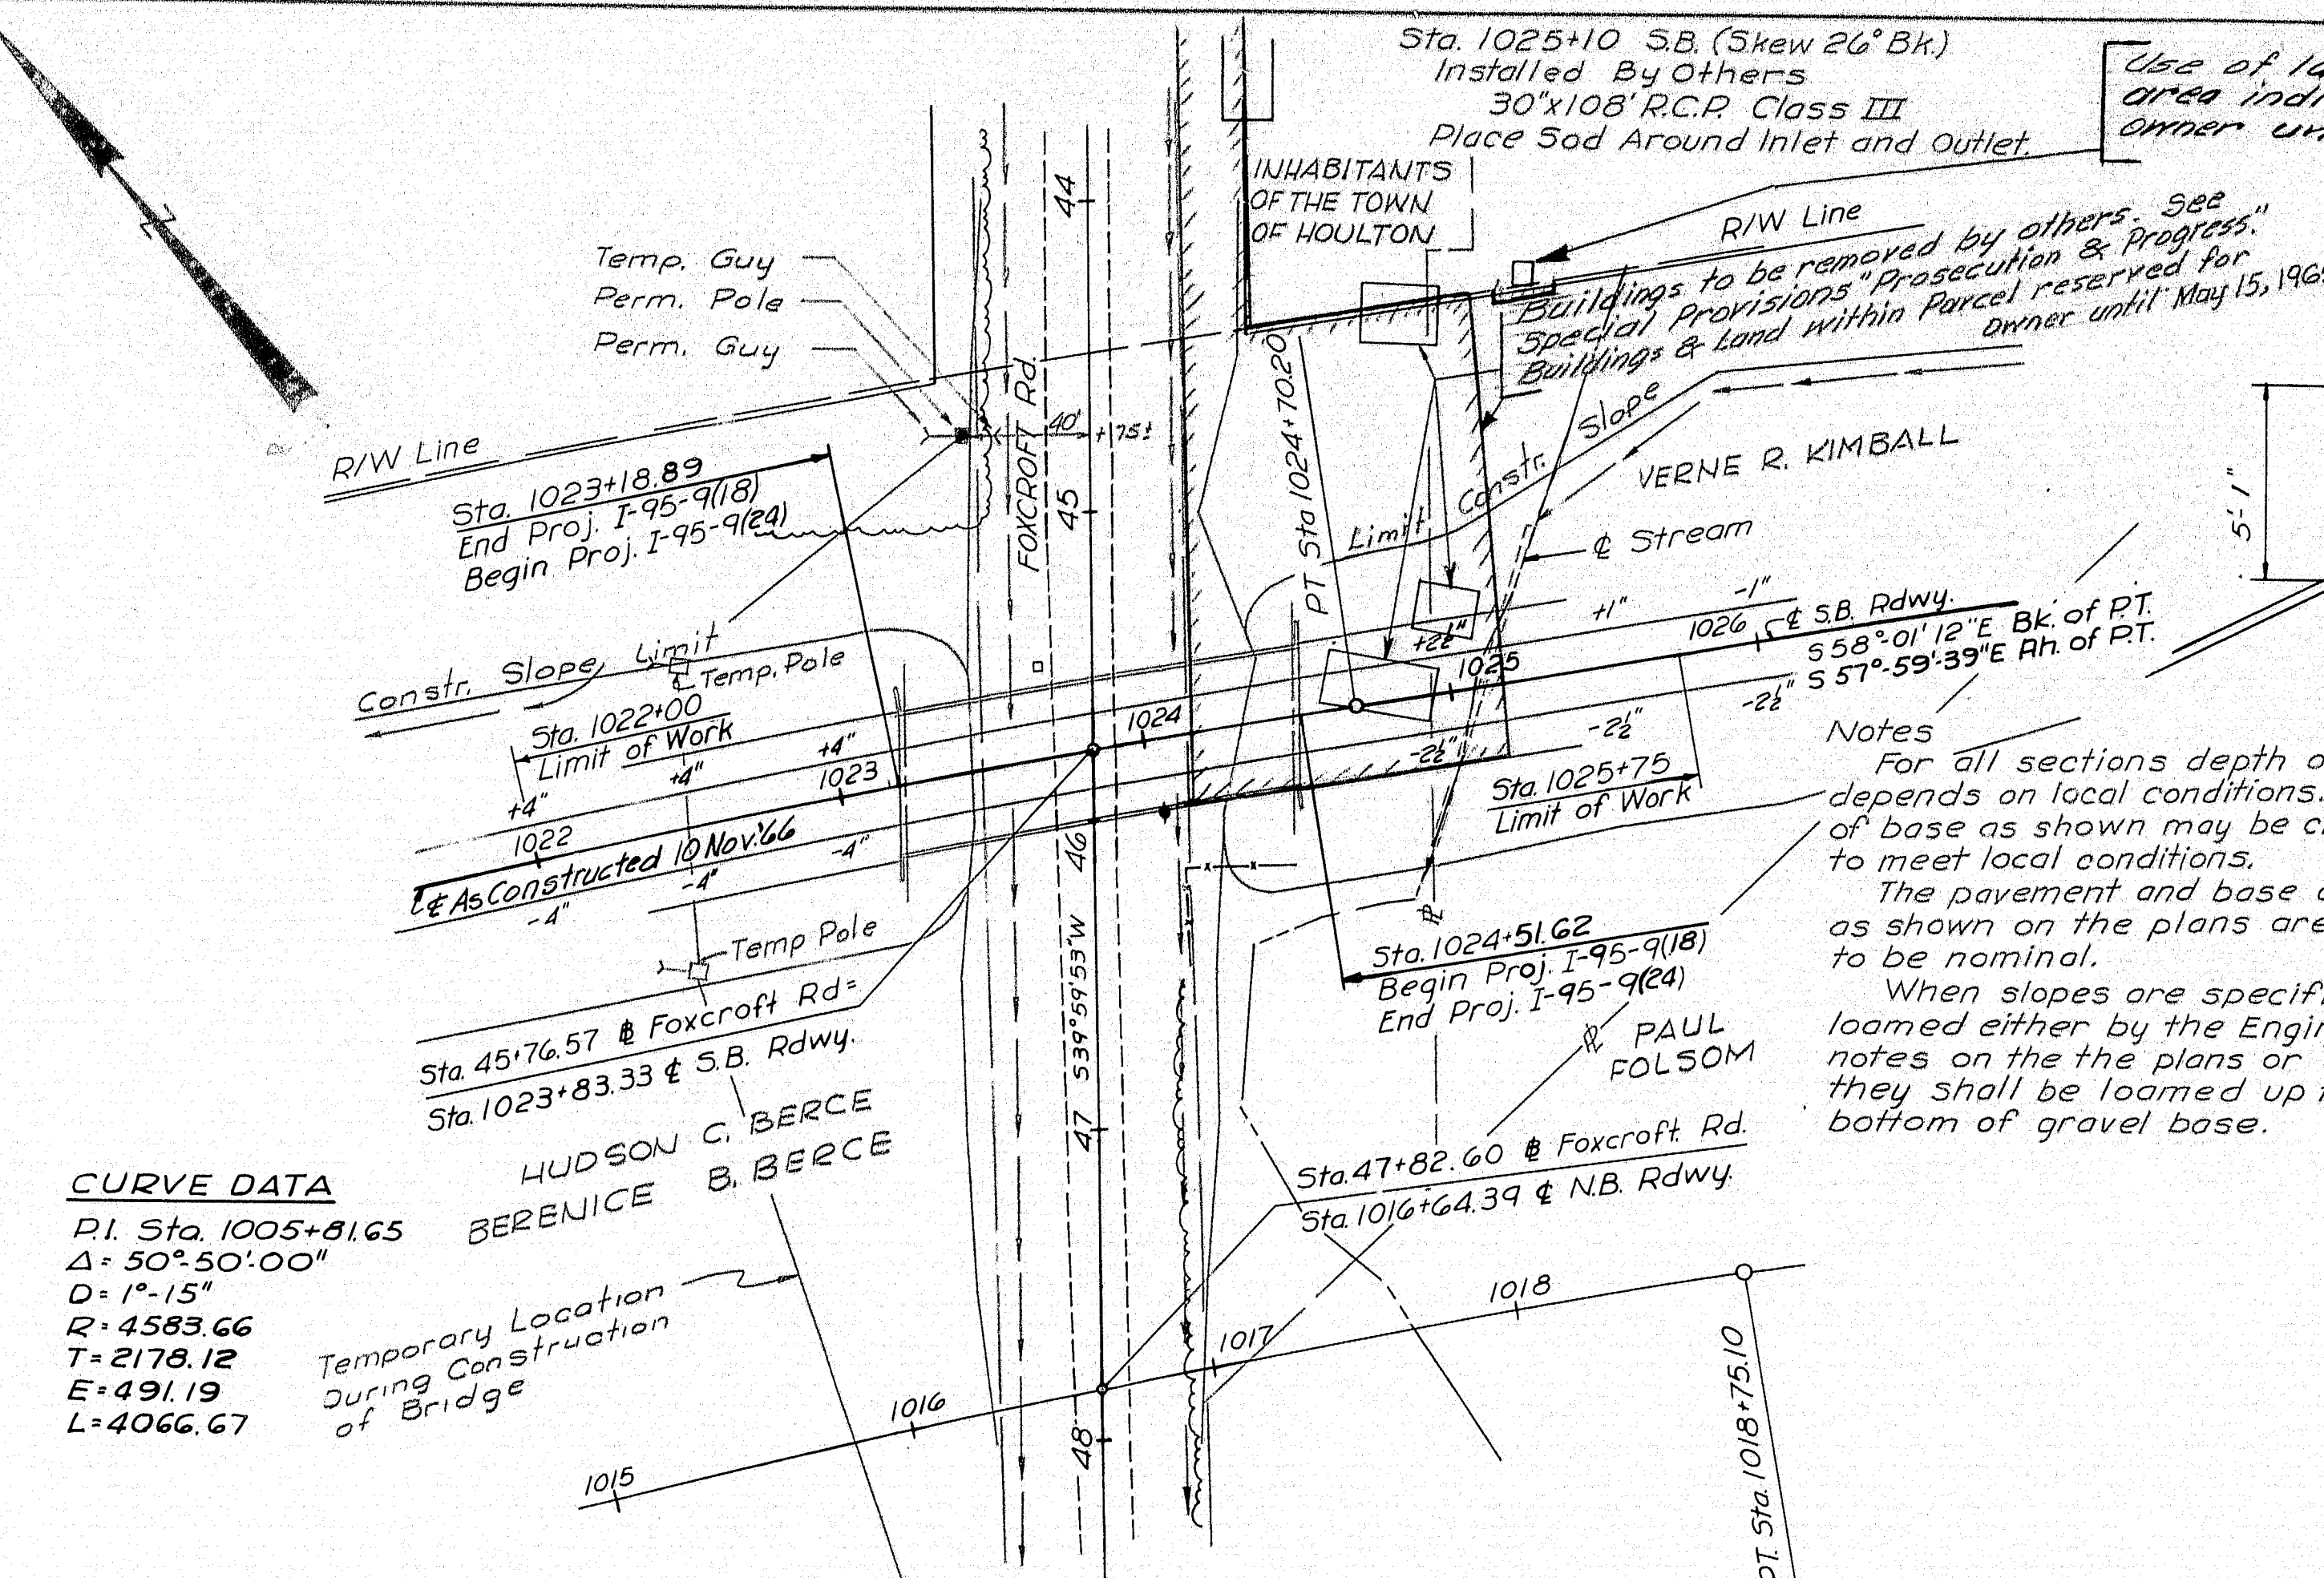 Sta. 1025+10 S.B. (Skew 26° Bk.)
Installed By Others
30"x108' R.C.P. Class III
Place Sod Around Inlet and Outlet.
Use of
area
owner
INHABITANTS
OF THE TOWN
OF HOULTON
R/W Line
Buildings to be removed by others. See
Special Provisions "Prosecution & Progress."
Buildings & Land within Parcel reserved for
owner until May 15, 196
Temp. Guy
Perm. Pole
Perm. Guy
44
FOXCROFT Rd.
40'
+75±
45
R/W Line
Sta. 1023+18.89
End Proj. I-95-9(18)
Begin Proj. I-95-9(24)
PT Sta 1024+70.20
Limit Constr. Slope
VERNE R. KIMBALL
℄ Stream
5'-1"
Constr. Slope Limit
Temp. Pole
Sta. 1022+00
Limit of Work
+4"
+4"
+4"
1022
1023
1024
1025
1026
+2½"
+1"
-1"
℄ S.B. Rdwy.
S 58°-01'12"E Bk. of P.T.
S 57°-59'-39"E Ah. of P.T.
℄ As Constructed 10 Nov. '66
-4"
-4"
-4"
-2½"
-2½"
-2½"
Sta. 1025+75
Limit of Work
46
S39°59'53"W
Temp Pole
Sta. 45+76.57 ⅊ Foxcroft Rd=
Sta. 1023+83.33 ℄ S.B. Rdwy.
Sta. 1024+51.62
Begin Proj. I-95-9(18)
End Proj. I-95-9(24)
PAUL
FOLSOM
Notes
For all sections depth
depends on local conditions.
of base as shown may be
to meet local conditions.
The pavement and base
as shown on the plans are
to be nominal.
When slopes are
loamed either by the
notes on the the plans or
they shall be loamed up
bottom of gravel base.
HUDSON C. BERCE
BERENICE B. BERCE
47
Sta. 47+82.60 ⅊ Foxcroft Rd.
Sta. 1016+64.39 ℄ N.B. Rdwy.
CURVE DATA
P.I. Sta. 1005+81.65
Δ = 50°-50'-00"
D = 1°-15"
R = 4583.66
T = 2178.12
E = 491.19
L = 4066.67
Temporary Location
During Construction
of Bridge
1015
1016
1017
1018
48
PT. Sta. 1018+75.10